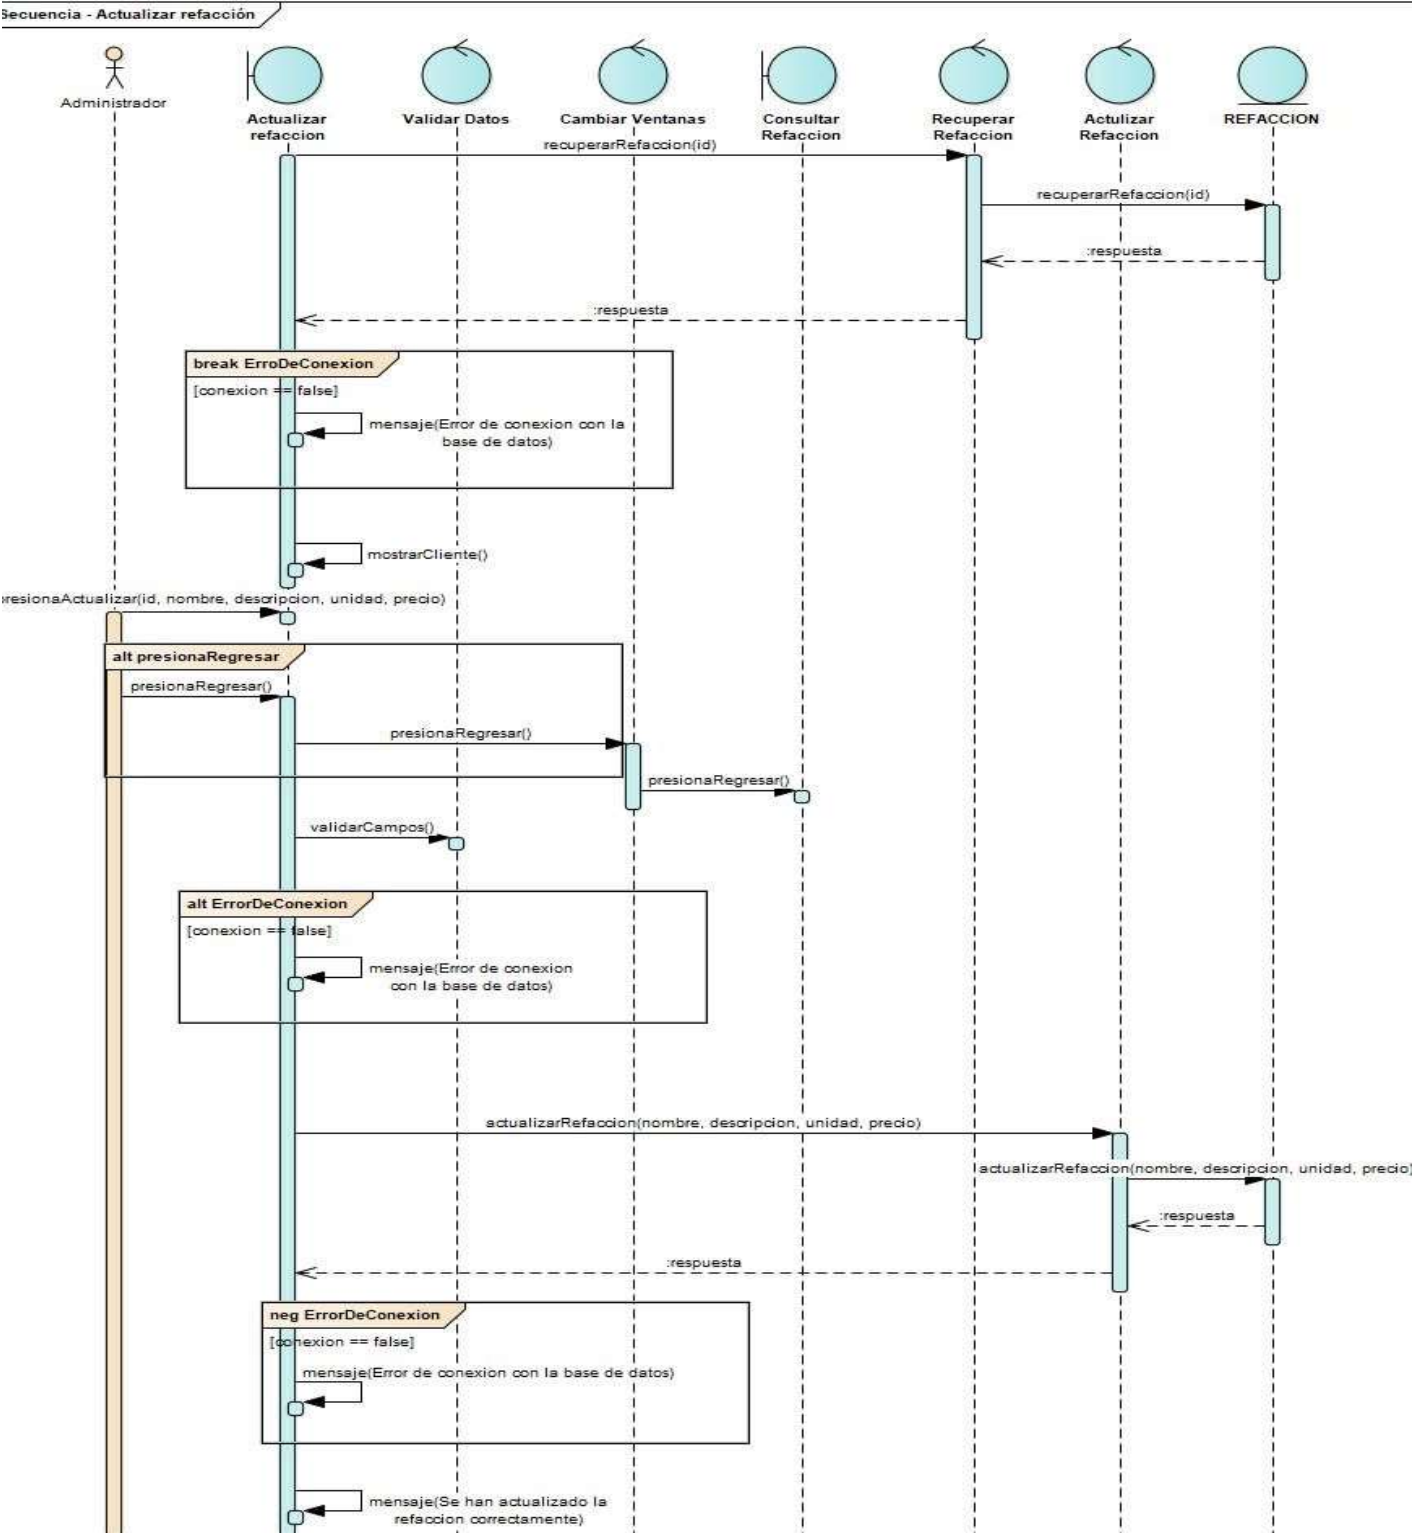 Secuencia - Actualizar refacción
Administrador
Actualizar
refaccion
Validar Datos
Cambiar Ventanas
Consultar
Refaccion
Recuperar
Refaccion
Actulizar
Refaccion
REFACCION
recuperarRefaccion(id)
recuperarRefaccion(id)
:respuesta
:respuesta
break ErroDeConexion
[conexion == false]
mensaje(Error de conexion con la
base de datos)
mostrarCliente()
presionaActualizar(id, nombre, descripcion, unidad, precio)
alt presionaRegresar
presionaRegresar()
presionaRegresar()
presionaRegresar()
validarCampos()
alt ErrorDeConexion
[conexion == false]
mensaje(Error de conexion
con la base de datos)
actualizarRefaccion(nombre, descripcion, unidad, precio)
actualizarRefaccion(nombre, descripcion, unidad, precio)
:respuesta
:respuesta
neg ErrorDeConexion
[conexion == false]
mensaje(Error de conexion con la base de datos)
mensaje(Se han actualizado la
refaccion correctamente)